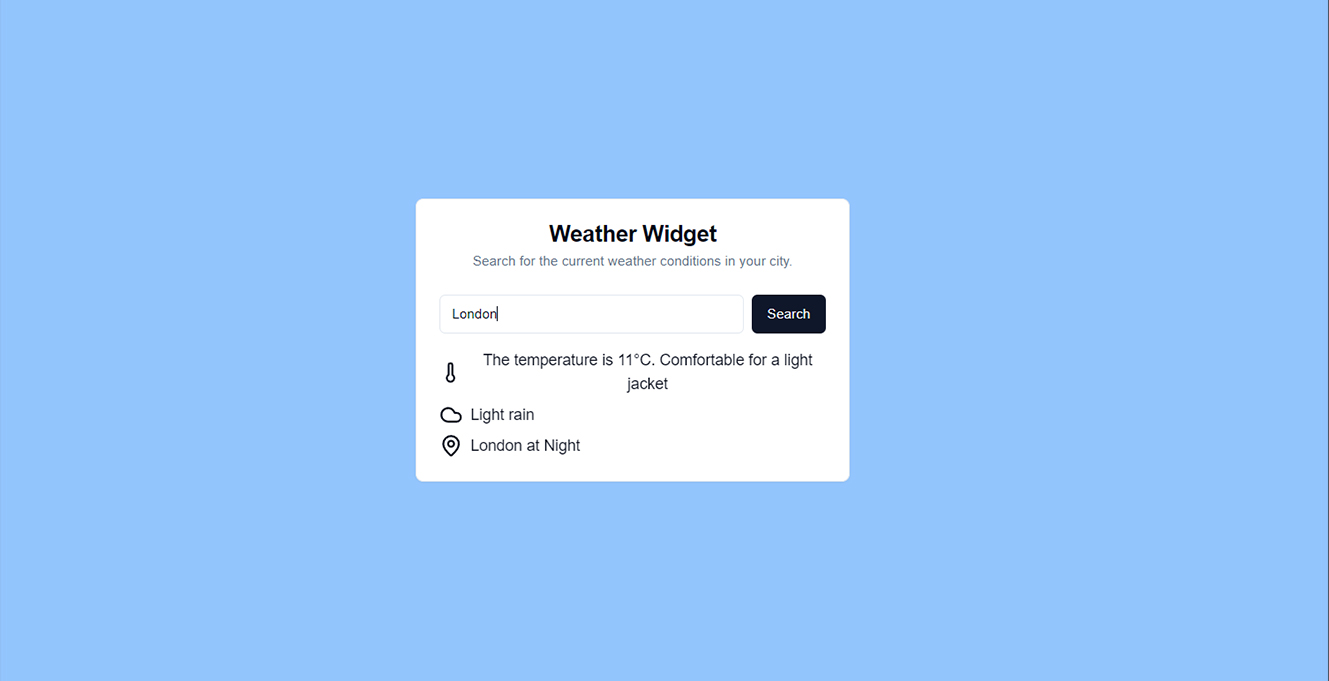 Weather Widget
Search for the current weather conditions in your city.
London
Search
The temperature is 11°C. Comfortable for a light
jacket
Light rain
London at Night